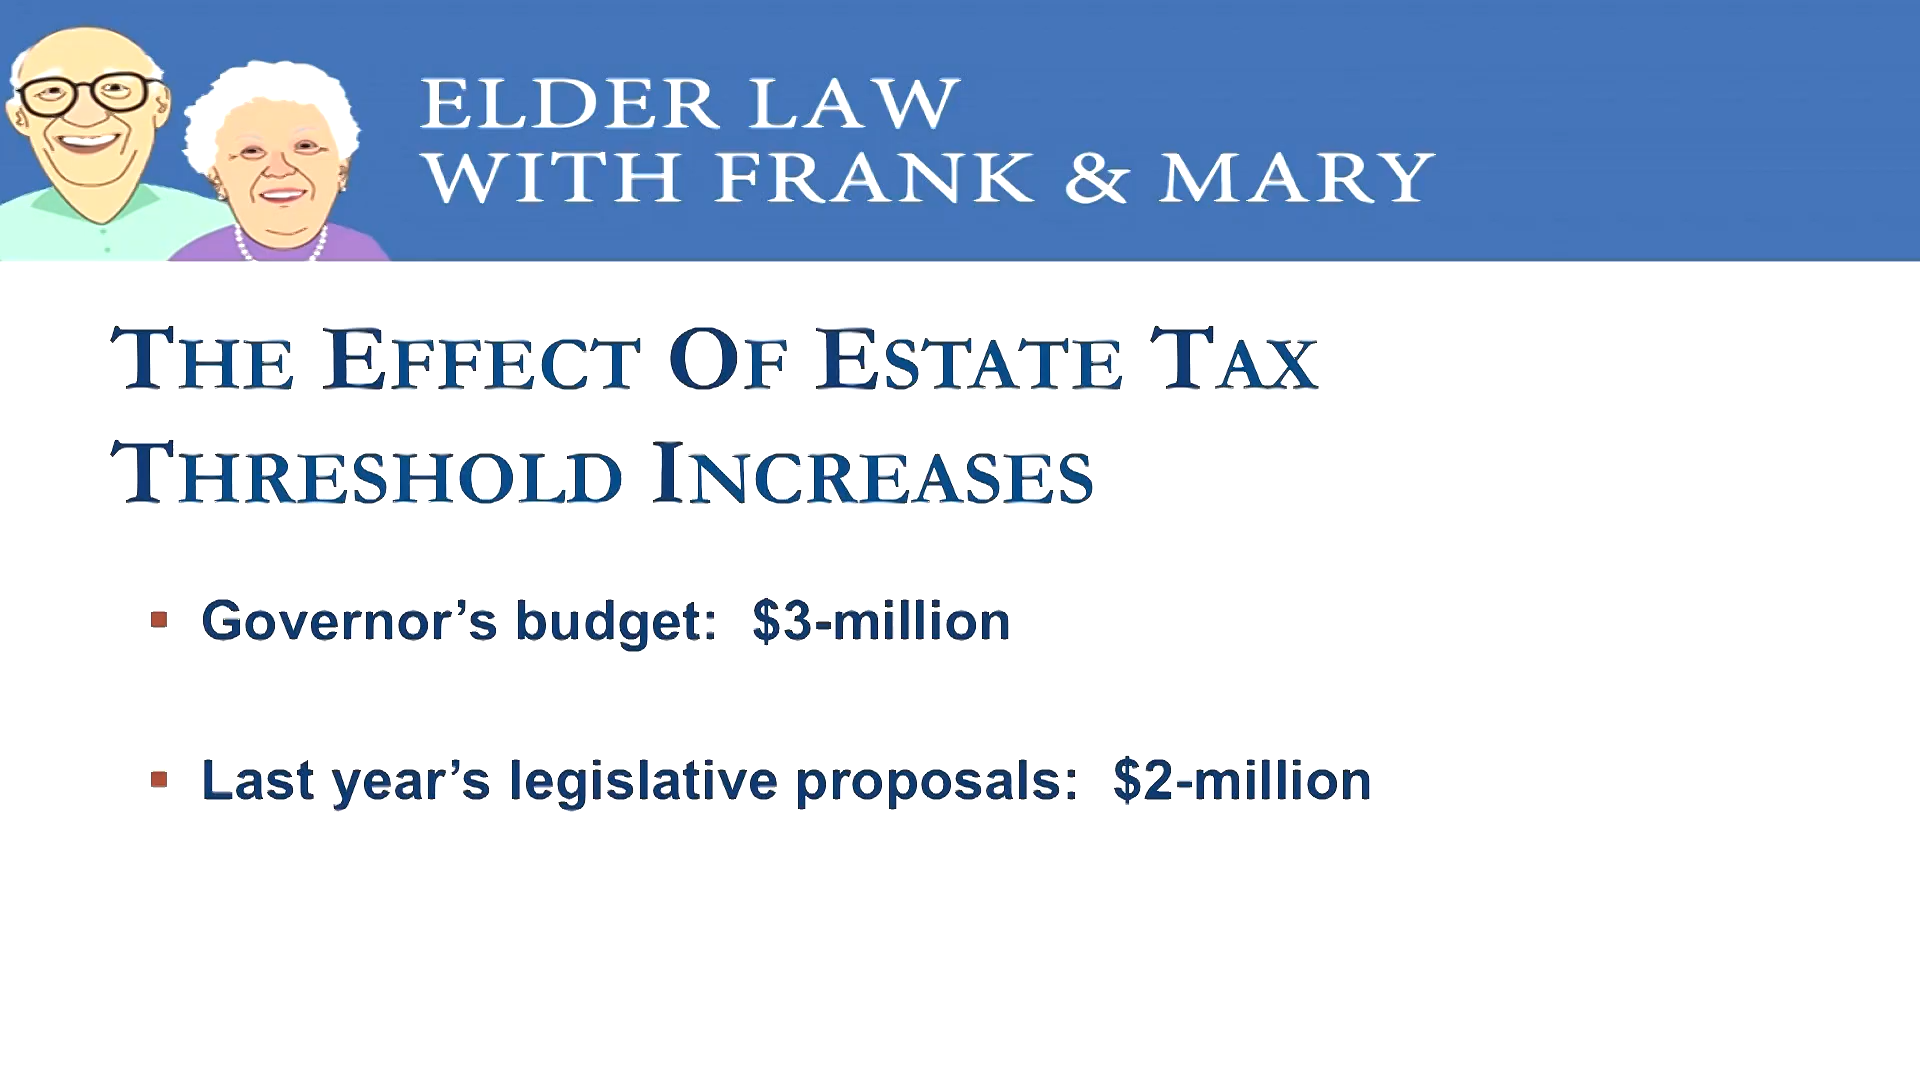 ELDER LAW
WITH FRANK & MARY
THE EFFECT OF ESTATE TAX
THRESHOLD INCREASES
▪ Governor’s budget: $3-million
▪ Last year’s legislative proposals: $2-million